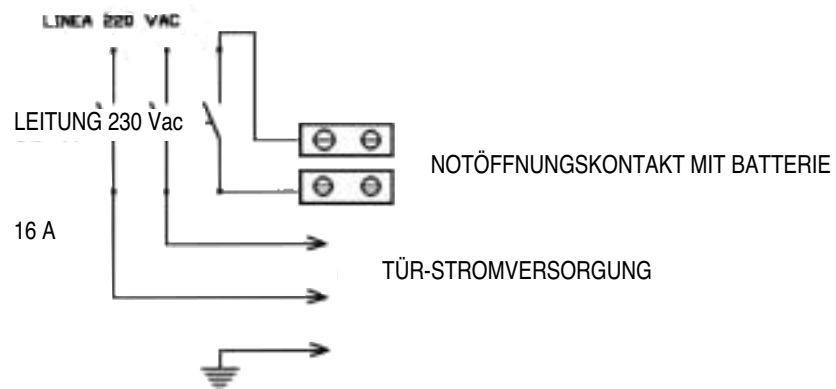 LINEA 220 VAC
LEITUNG 230 Vac
NOTÖFFNUNGSKONTAKT MIT BATTERIE
16 A
TÜR-STROMVERSORGUNG